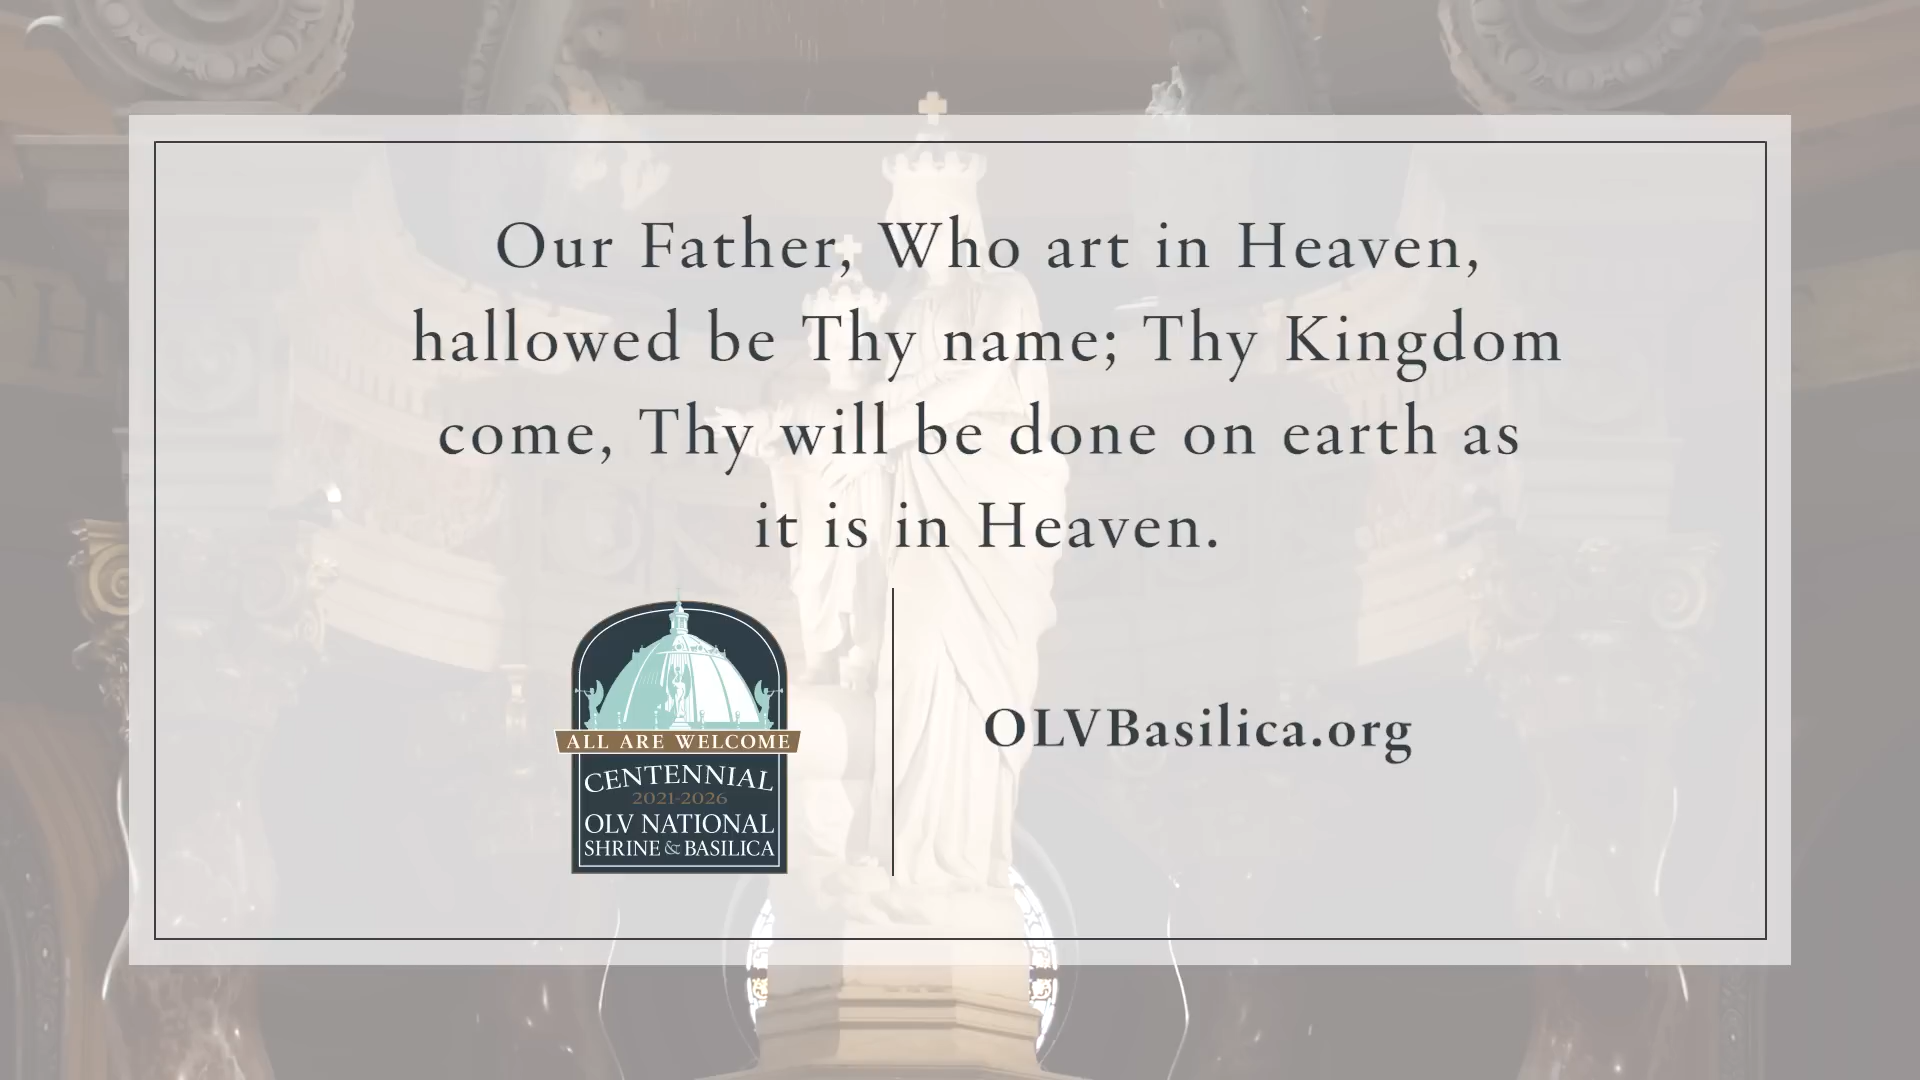 Our Father, Who art in Heaven,
hallowed be Thy name; Thy Kingdom
come, Thy will be done on earth as
it is in Heaven.
ALL ARE WELCOME
CENTENNIAL
2021-2026
OLV NATIONAL
SHRINE & BASILICA
OLVBasilica.org